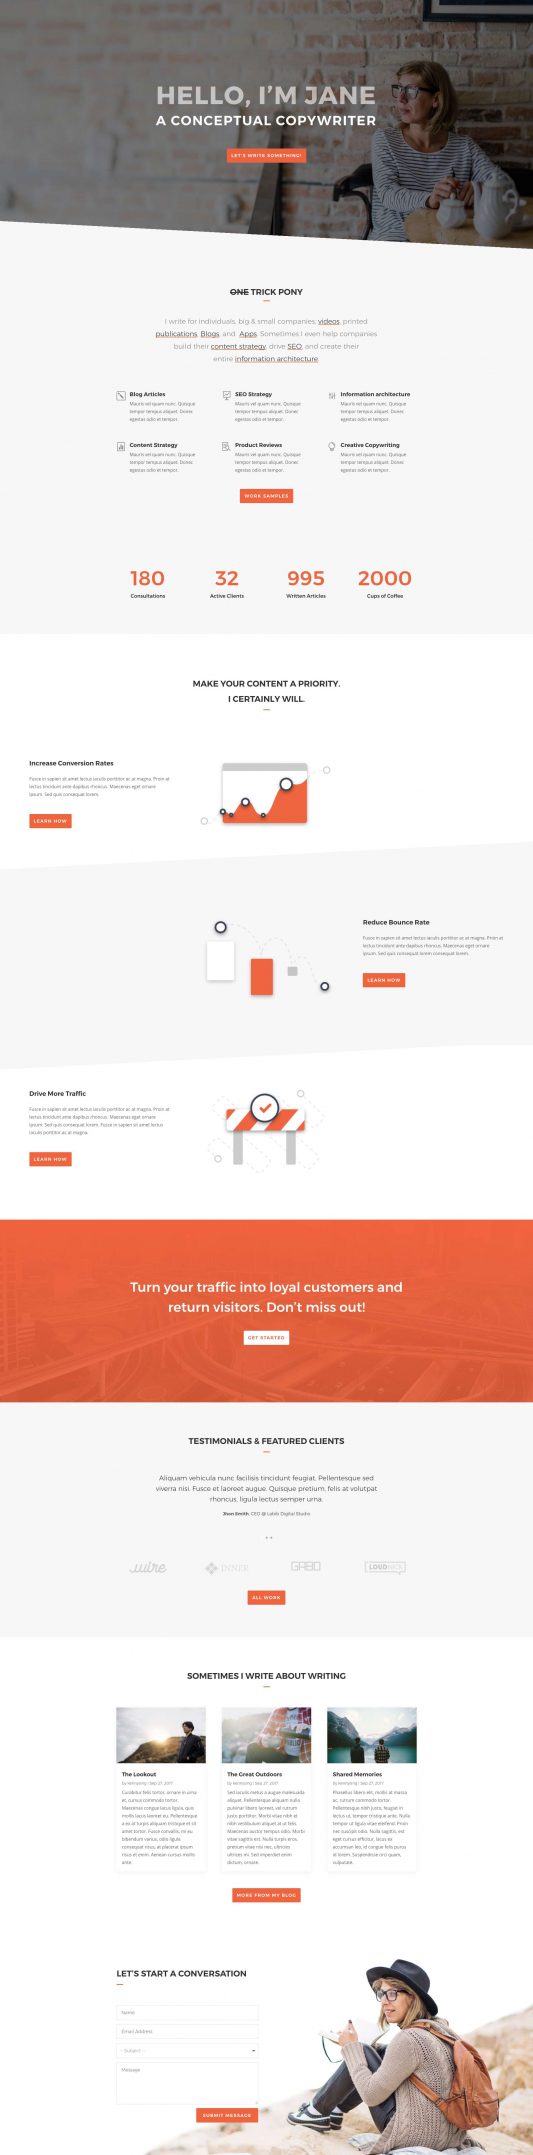 HELLO, I'M JANE
A CONCEPTUAL COPYWRITER
LET'S WRITE SOMETHING!
ONE TRICK PONY
I write for individuals, big & small companies, videos, printed
publications, Blogs, and Apps. Sometimes I even help companies
build their content strategy, drive SEO, and create their
entire information architecture.
Blog Articles
Mauris vel quam nunc. Quisque
tempor tempus aliquet. Donec
egestas odio et tempor.
SEO Strategy
Mauris vel quam nunc. Quisque
tempor tempus aliquet. Donec
egestas odio et tempor.
Information architecture
Mauris vel quam nunc. Quisque
tempor tempus aliquet. Donec
egestas odio et tempor.
Content Strategy
Mauris vel quam nunc. Quisque
tempor tempus aliquet. Donec
egestas odio et tempor.
Product Reviews
Mauris vel quam nunc. Quisque
tempor tempus aliquet. Donec
egestas odio et tempor.
Creative Copywriting
Mauris vel quam nunc. Quisque
tempor tempus aliquet. Donec
egestas odio et tempor.
WORK SAMPLES
180
Consultations
32
Active Clients
995
Written Articles
2000
Cups of Coffee
MAKE YOUR CONTENT A PRIORITY.
I CERTAINLY WILL.
Increase Conversion Rates
Fusce in sapien sit amet lectus iaculis porttitor ac at magna. Proin at
lectus tincidunt ante dapibus rhoncus. Maecenas eget ornare
ipsum. Sed quis consequat lorem.
LEARN HOW
Reduce Bounce Rate
Fusce in sapien sit amet lectus iaculis porttitor ac at magna. Proin at
lectus tincidunt ante dapibus rhoncus. Maecenas eget ornare
ipsum. Sed quis consequat lorem consequat lorem.
LEARN HOW
Drive More Traffic
Fusce in sapien sit amet lectus iaculis porttitor ac at magna. Proin at
lectus tincidunt ante dapibus rhoncus. Maecenas eget ornare
ipsum. Sed quis consequat lorem. Fusce in sapien sit amet lectus
iaculis porttitor ac at magna.
LEARN HOW
Turn your traffic into loyal customers and
return visitors. Don't miss out!
GET STARTED
TESTIMONIALS & FEATURED CLIENTS
Aliquam vehicula nunc facilisis tincidunt feugiat. Pellentesque sed
viverra nisi. Fusce et laoreet augue. Quisque pretium, felis at volutpat
rhoncus, ligula lectus semper urna.
Jhon Smith, CEO @ Labib Digital Studio
INNER
LOUD
ALL WORK
SOMETIMES I WRITE ABOUT WRITING
The Lookout
| Sep 27, 2017
Curabitur felis tortor, ornare in urna
et, cursus commodo tortor.
Maecenas congue lacus ligula, quis
mollis lacus laoreet eu. Pellentesque
a ex at turpis aliquam tristique et sit
amet tortor. Fusce convallis, mi eu
bibendum varius, odio ligula
consequat risus, at placerat ipsum
risus et enim. Aenean cursus mollis
ante.
The Great Outdoors
| Sep 27, 2017
Sed iaculis metus a augue malesuada
aliquet. Pellentesque aliquam nulla
pulvinar libero laoreet, vel rutrum
justo porttitor. Morbi vitae nibh et
nibh vestibulum aliquet at ut felis.
Maecenas auctor tempus odio. Morbi
vitae sagittis est. Nulla turpis eros,
pretium vitae nisi nec, ultricies
ultrices mi. Sed imperdiet enim
dictum, ornare.
Shared Memories
| Sep 27, 2017
Phasellus libero elit, mollis at massa
ac, rutrum commodo tortor.
Pellentesque nibh justo, feugiat in
lectus ut, tempor tristique ante. Nulla
tempor ut ligula vitae eleifend. Proin
nec suscipit odio. Nulla sagittis, est
eget cursus efficitur, lacus ex
accumsan leo, id congue felis purus
id lorem. Suspendisse orci quam,
vulputate.
MORE FROM MY BLOG
LET'S START A CONVERSATION
Name
Email Address
- Subject -
Message
SUBMIT MESSAGE